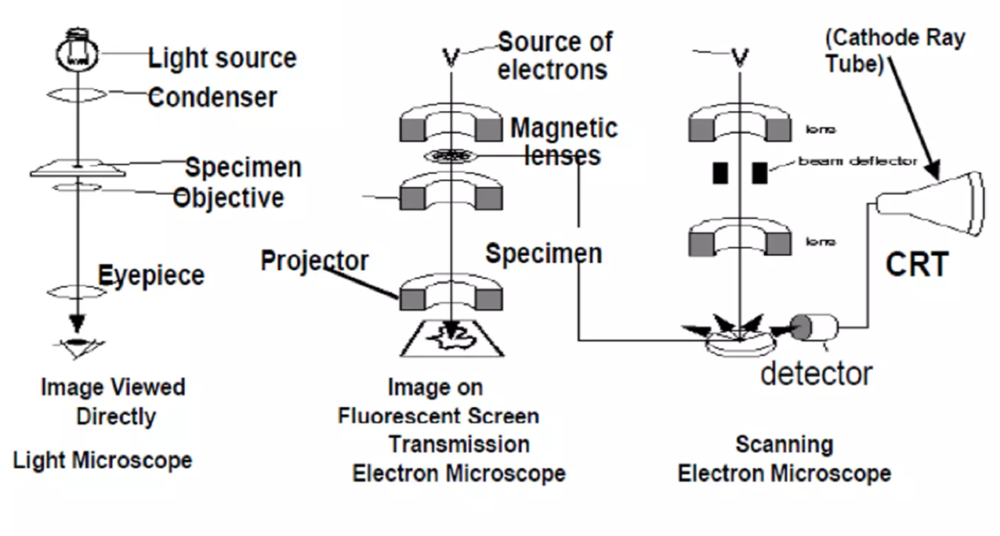 Light source
Condenser
Specimen
Objective
Eyepiece
Image Viewed
Directly
Light Microscope
Source of
electrons
Magnetic
lenses
Specimen
Projector
Image on
Fluorescent Screen
Transmission
Electron Microscope
(Cathode Ray
Tube)
lens
beam deflector
lens
CRT
detector
Scanning
Electron Microscope